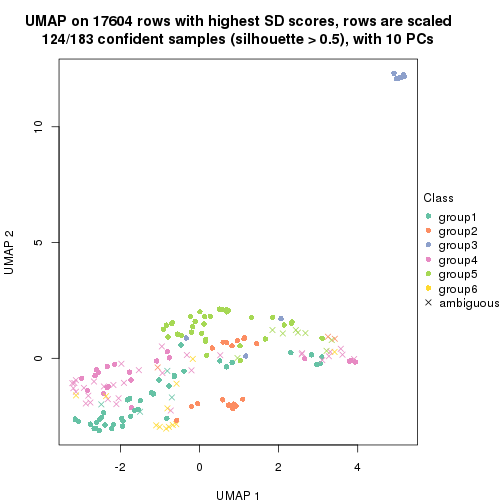 UMAP on 17604 rows with highest SD scores, rows are scaled
124/183 confident samples (silhouette > 0.5), with 10 PCs
10
5
0
UMAP 2
-2
0
2
4
UMAP 1
Class
group1
group2
group3
group4
group5
group6
ambiguous